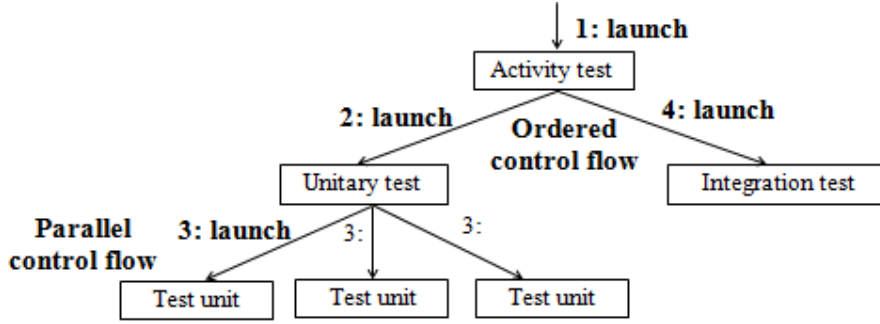 1: launch
Activity test
2: launch
4: launch
Ordered
control flow
Unitary test
Integration test
Parallel
control flow
3: launch
3:
3:
Test unit
Test unit
Test unit